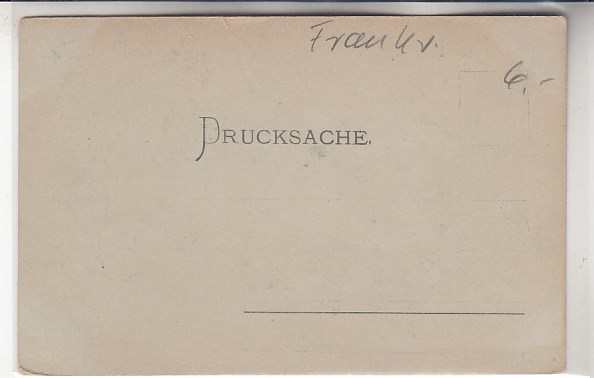 Frankr.
6,-
DRUCKSACHE.